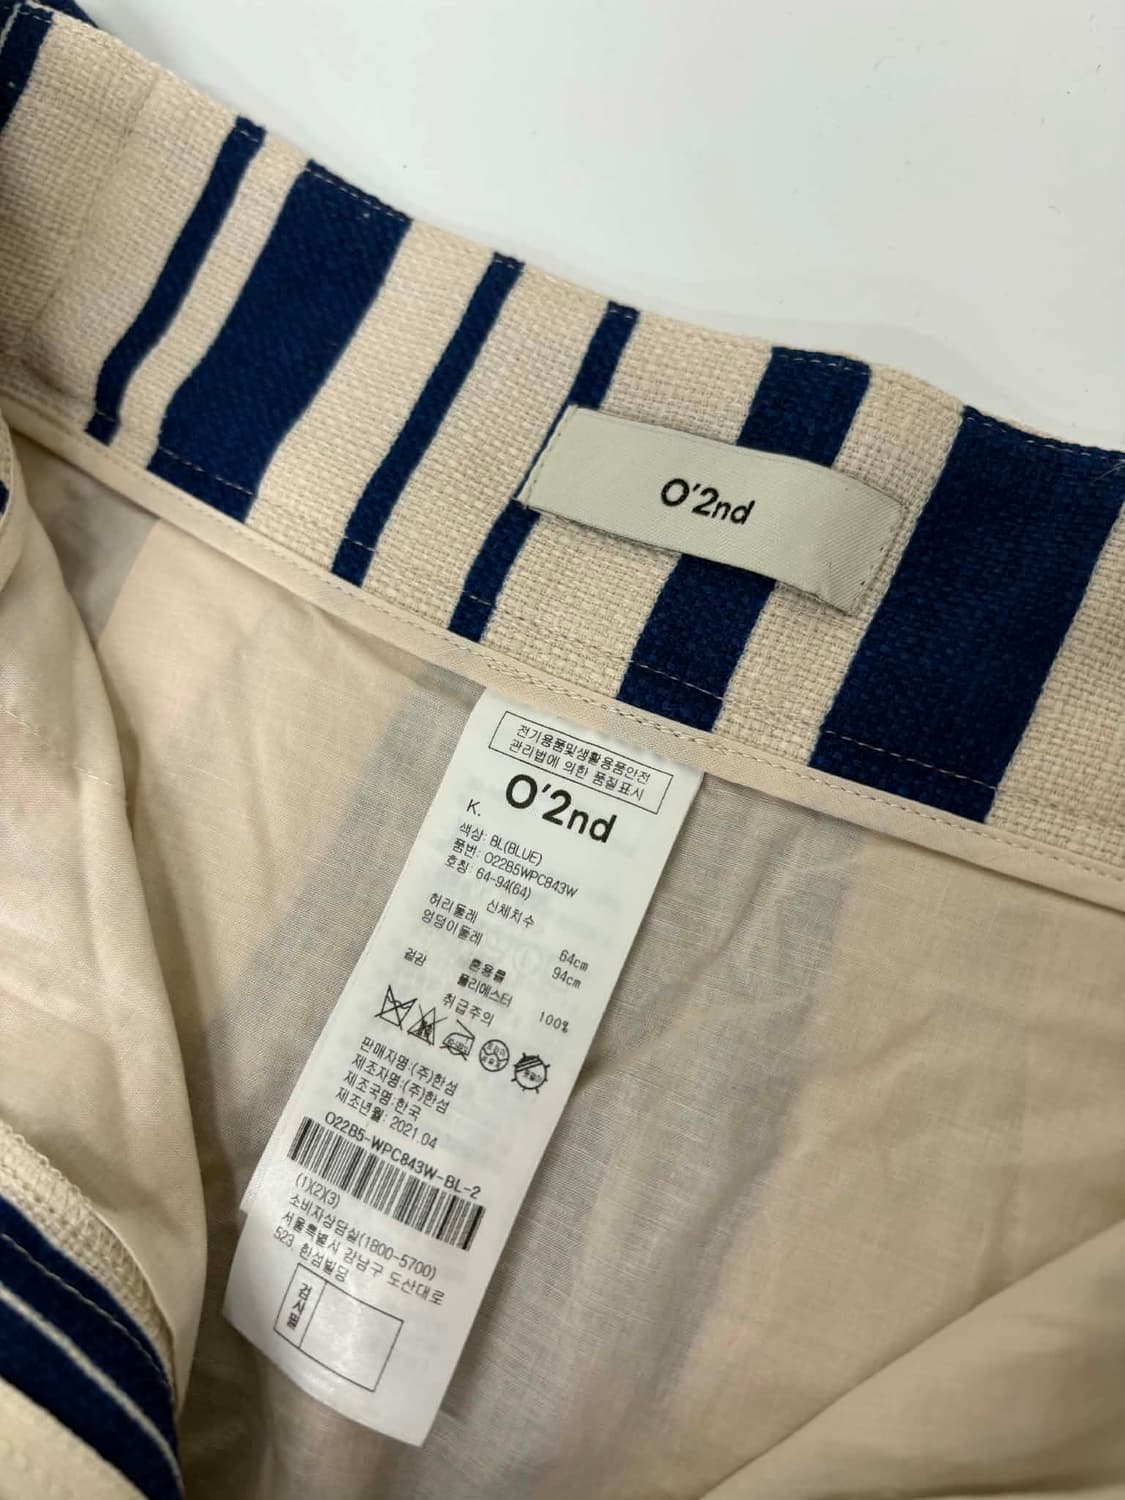 O'2nd
전기용품및생활용품안전
관리법에 의한 품질표시
O'2nd
K.
색상: BL(BLUE)
품번: O22B5WPC843W
호칭: 64-94(64)
신체치수
허리둘레 64cm
엉덩이둘레 94cm
혼용률
겉감 폴리에스터 100%
취급주의
판매자명:(주)한섬
제조자명:(주)한섬
제조국명:한국
제조년월: 2021.04
O22B5-WPC843W-BL-2
(1)(2)(3)
소비자상담실(1800-5700)
서울특별시 강남구 도산대로
523 한섬빌딩
검사필